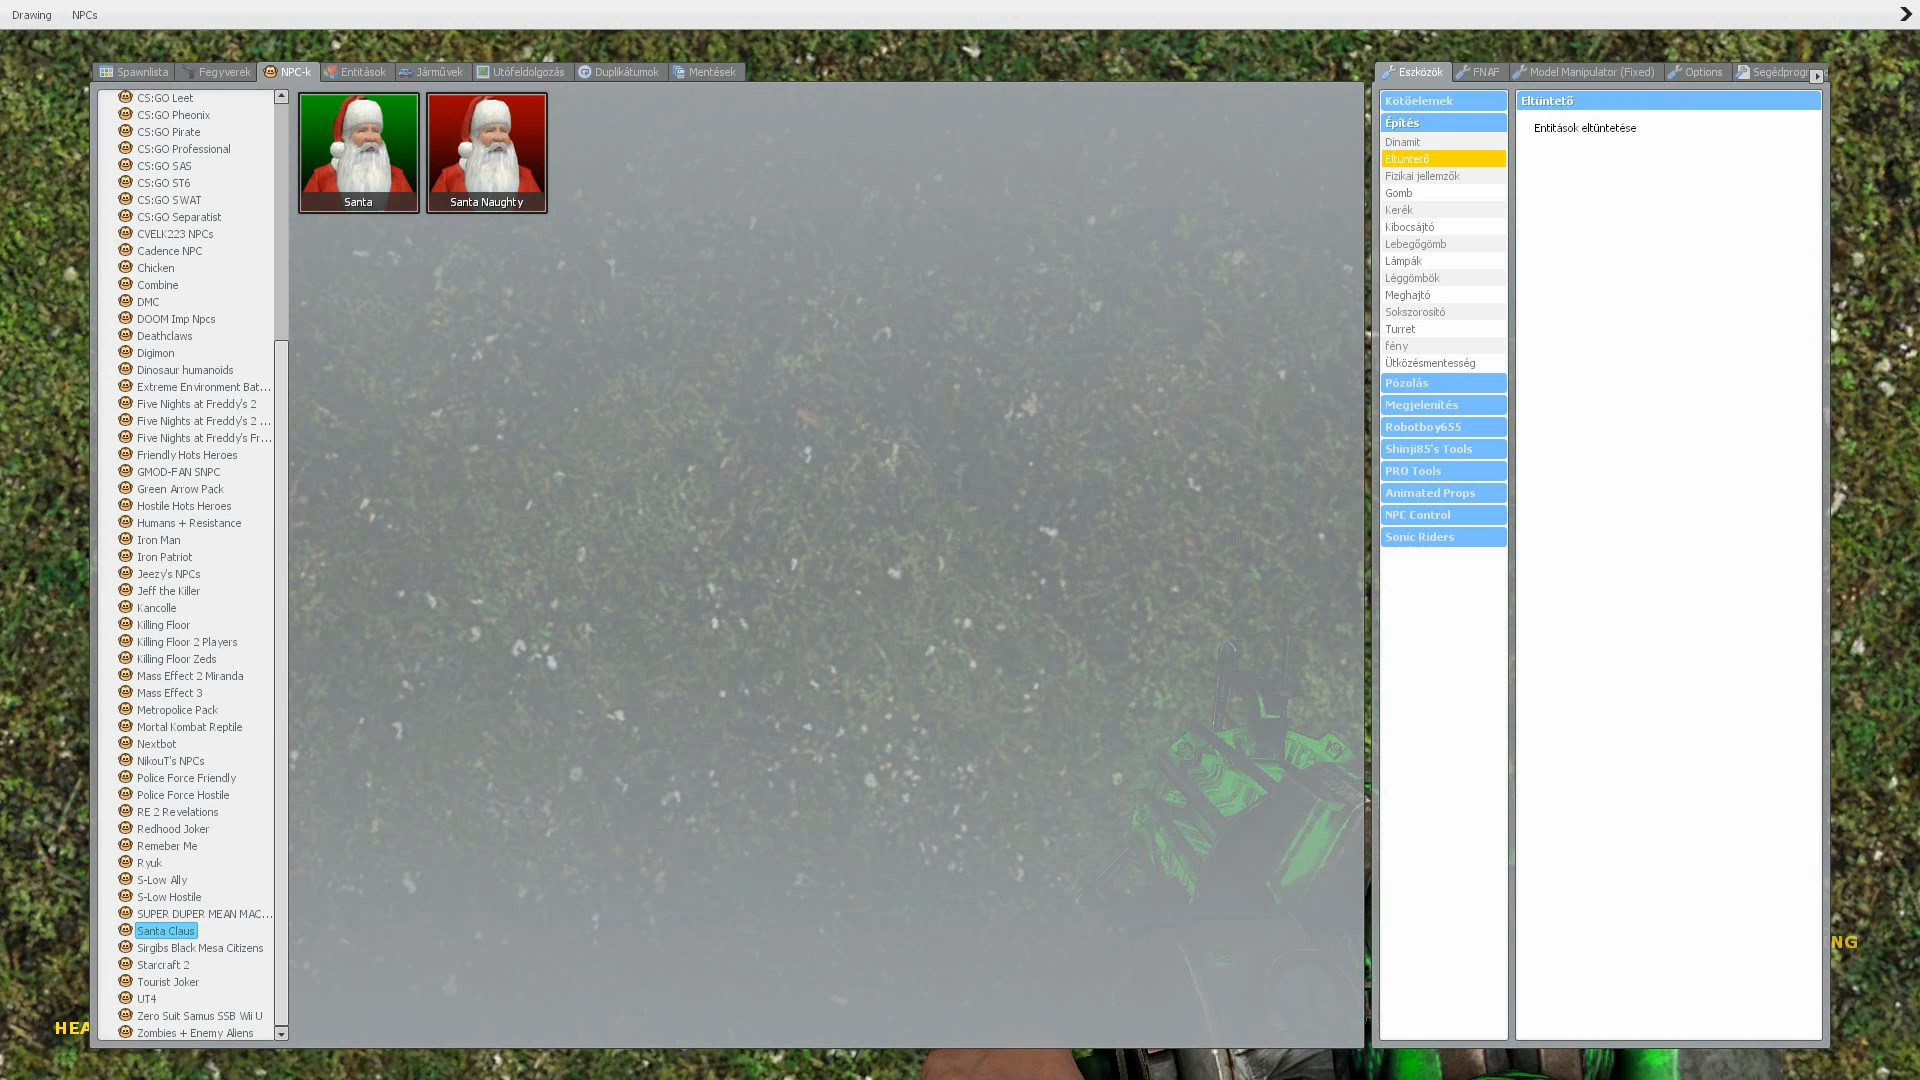 Drawing NPCs
Spawnlista Fegyverek NPC-k Entitások Járművek Utófeldolgozás Duplikátumok Mentések
CS:GO Leet
CS:GO Pheonix
CS:GO Pirate
CS:GO Professional
CS:GO SAS
CS:GO ST6
CS:GO SWAT
CS:GO Separatist
CVELK223 NPCs
Cadence NPC
Chicken
Combine
DMC
DOOM Imp Npcs
Deathclaws
Digimon
Dinosaur humanoids
Extreme Environment Bat...
Five Nights at Freddy's 2
Five Nights at Freddy's 2 ...
Five Nights at Freddy's Fr...
Friendly Hots Heroes
GMOD-FAN SNPC
Green Arrow Pack
Hostile Hots Heroes
Humans + Resistance
Iron Man
Iron Patriot
Jeezy's NPCs
Jeff the Killer
Kancolle
Killing Floor
Killing Floor 2 Players
Killing Floor Zeds
Mass Effect 2 Miranda
Mass Effect 3
Metropolice Pack
Mortal Kombat Reptile
Nextbot
NikouT's NPCs
Police Force Friendly
Police Force Hostile
RE 2 Revelations
Redhood Joker
Remeber Me
Ryuk
S-Low Ally
S-Low Hostile
SUPER DUPER MEAN MAC...
Santa Claus
Sirgibs Black Mesa Citizens
Starcraft 2
Tourist Joker
UT4
Zero Suit Samus SSB Wii U
Zombies + Enemy Aliens
Santa
Santa Naughty
Eszközök FNAF Model Manipulator (Fixed) Options Segédprog
Kötőelemek
Építés
Dinamit
Eltüntető
Fizikai jellemzők
Gomb
Kerék
Kibocsájtó
Lebegőgömb
Lámpák
Léggömbök
Meghajtó
Sokszorosító
Turret
fény
Ütközésmentesség
Pózolás
Megjelenítés
Robotboy655
Shinji85's Tools
PRO Tools
Animated Props
NPC Control
Sonic Riders
Eltüntető
Entitások eltüntetése
HEA
NG